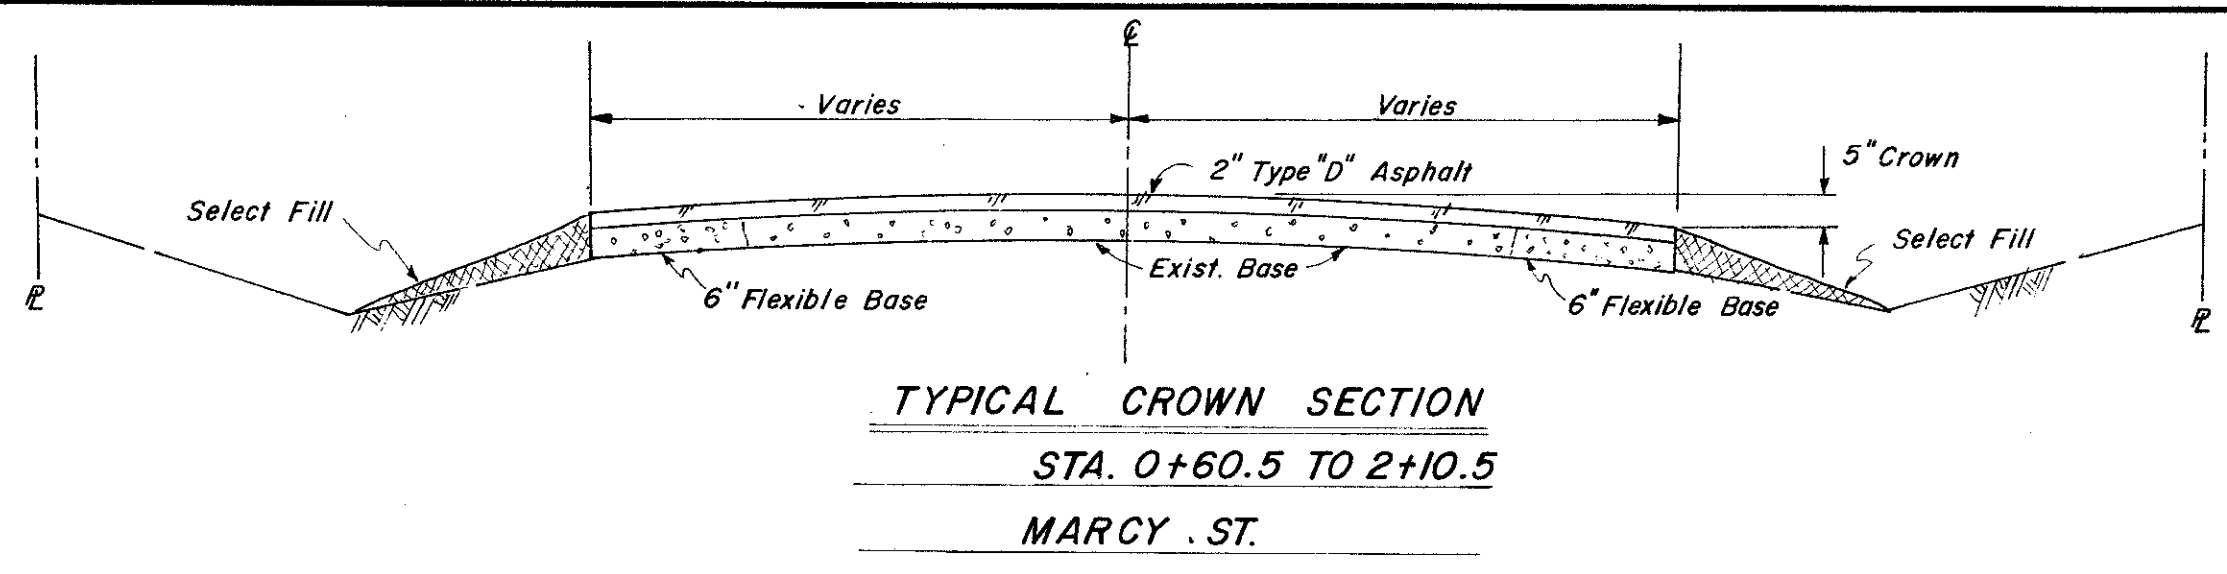 ℄
Varies
Varies
5" Crown
2" Type "D" Asphalt
Select Fill
Select Fill
Exist. Base
6" Flexible Base
6" Flexible Base
PL
PL
TYPICAL CROWN SECTION
STA. 0+60.5 TO 2+10.5
MARCY ST.